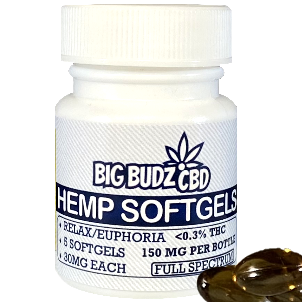 BIG BUDZ CBD
HEMP SOFTGELS
• RELAX/EUPHORIA <0.3% THC
• 5 SOFTGELS 150 MG PER BOTTLE
• 30MG EACH FULL SPECTRUM